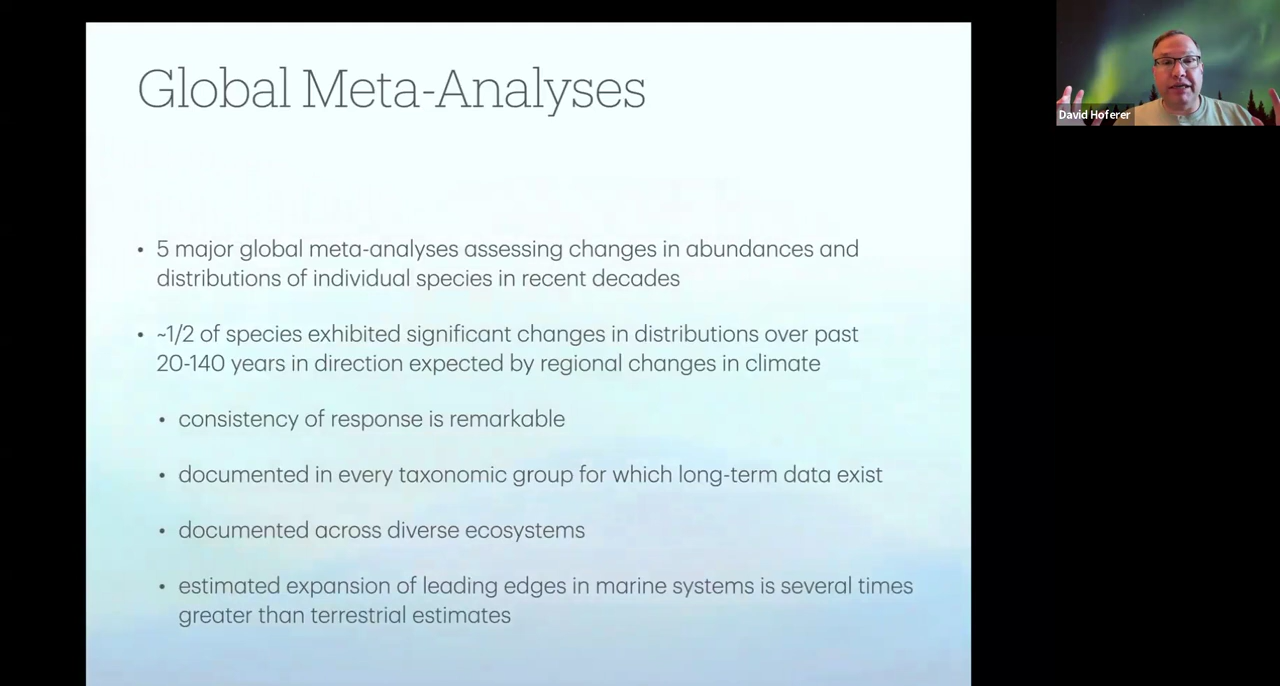 Global Meta-Analyses
David Hoferer
• 5 major global meta-analyses assessing changes in abundances and
distributions of individual species in recent decades
• ~1/2 of species exhibited significant changes in distributions over past
20-140 years in direction expected by regional changes in climate
• consistency of response is remarkable
• documented in every taxonomic group for which long-term data exist
• documented across diverse ecosystems
• estimated expansion of leading edges in marine systems is several times
greater than terrestrial estimates